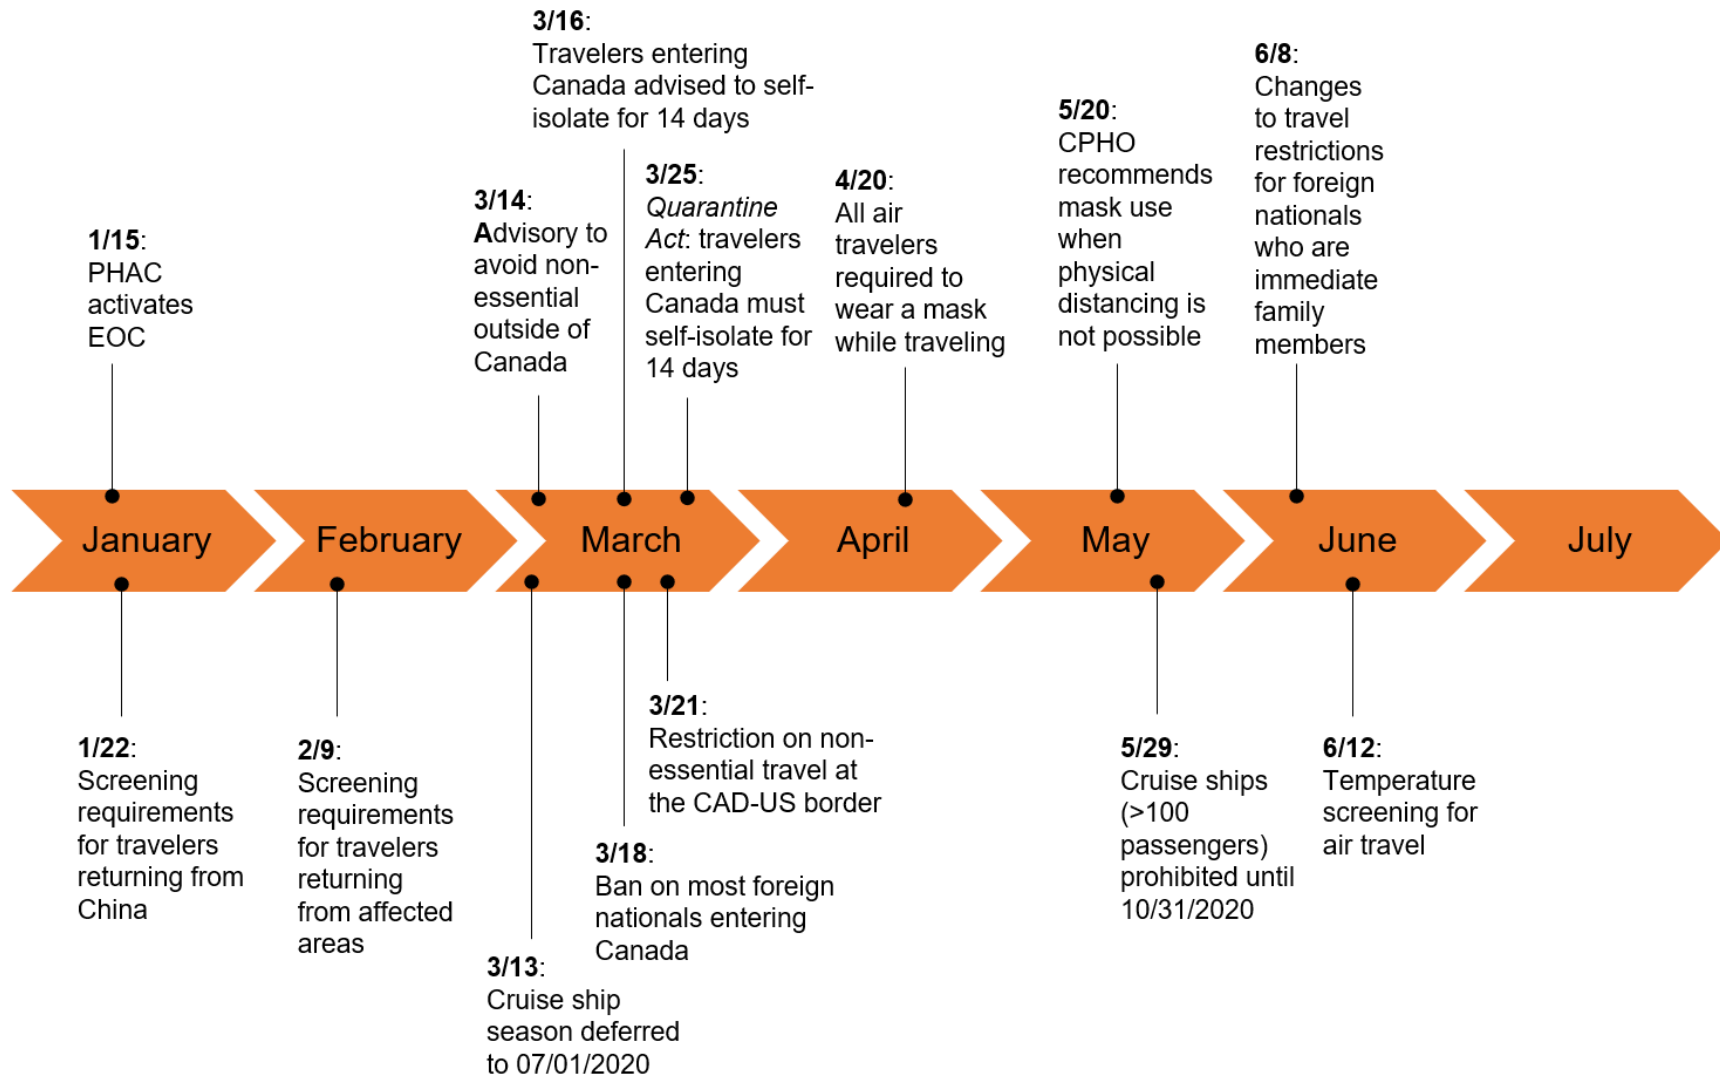 3/16:
Travelers entering
Canada advised to self-
isolate for 14 days
6/8:
Changes
to travel
restrictions
for foreign
nationals
who are
immediate
family
members
5/20:
CPHO
recommends
mask use
when
physical
distancing is
not possible
3/25:
Quarantine
Act: travelers
entering
Canada must
self-isolate for
14 days
4/20:
All air
travelers
required to
wear a mask
while traveling
3/14:
Advisory to
avoid non-
essential
outside of
Canada
1/15:
PHAC
activates
EOC
January
February
March
April
May
June
July
1/22:
Screening
requirements
for travelers
returning from
China
2/9:
Screening
requirements
for travelers
returning
from affected
areas
3/13:
Cruise ship
season deferred
to 07/01/2020
3/18:
Ban on most foreign
nationals entering
Canada
3/21:
Restriction on non-
essential travel at
the CAD-US border
5/29:
Cruise ships
(>100
passengers)
prohibited until
10/31/2020
6/12:
Temperature
screening for
air travel